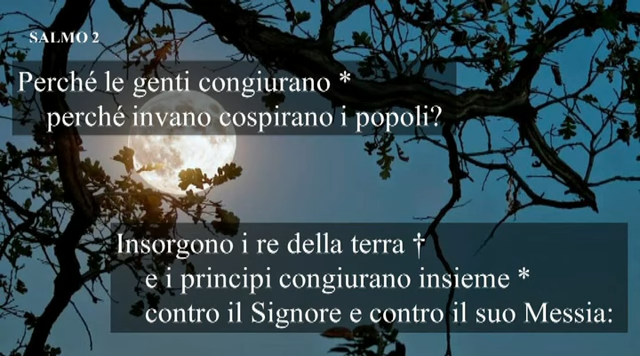 SALMO 2
Perché le genti congiurano *
perché invano cospirano i popoli?
Insorgono i re della terra †
e i principi congiurano insieme *
contro il Signore e contro il suo Messia: